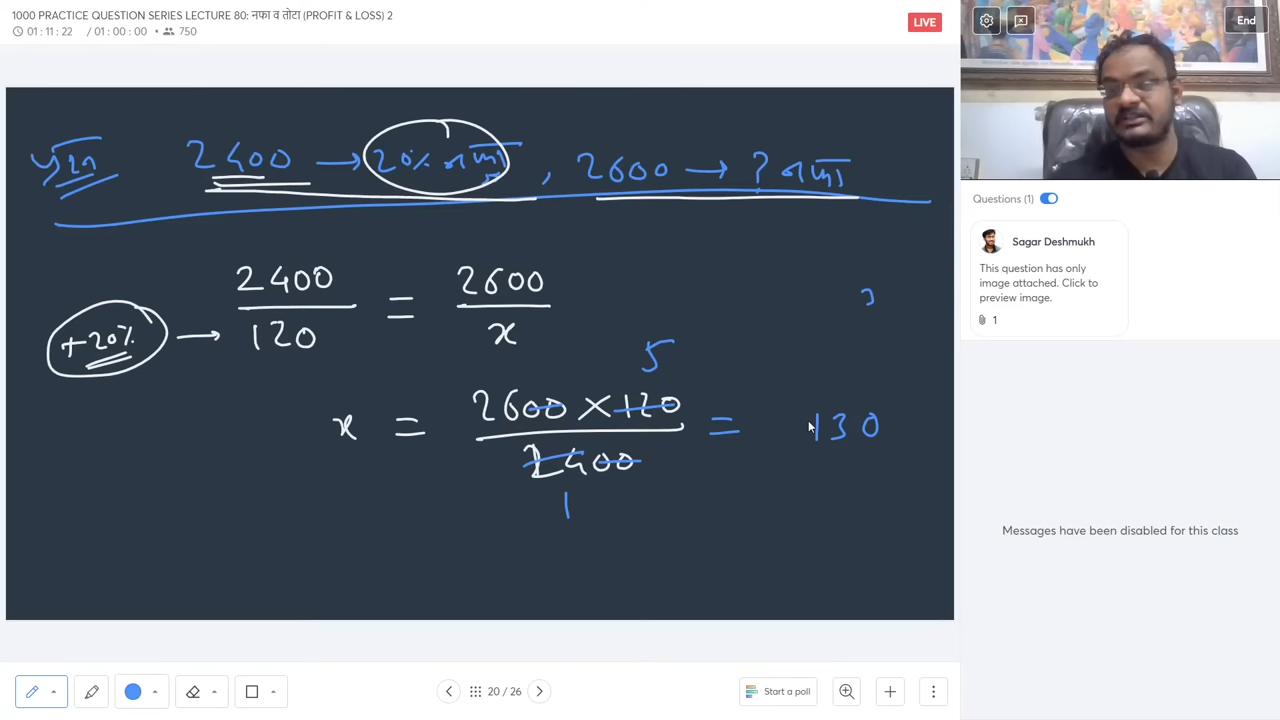 1000 PRACTICE QUESTION SERIES LECTURE 80: नफा व तोटा (PROFIT & LOSS) 2
01 : 11 : 22 / 01 : 00 : 00 • 750
LIVE
End
2400 → 20% नफा, 2600 → ? नफा
+20% → 2400/120 = 2600/x
x = 2600 × 120/2400 = 130
5
1
Questions (1)
Sagar Deshmukh
This question has only
image attached. Click to
preview image.
1
Messages have been disabled for this class
20 / 26
Start a poll